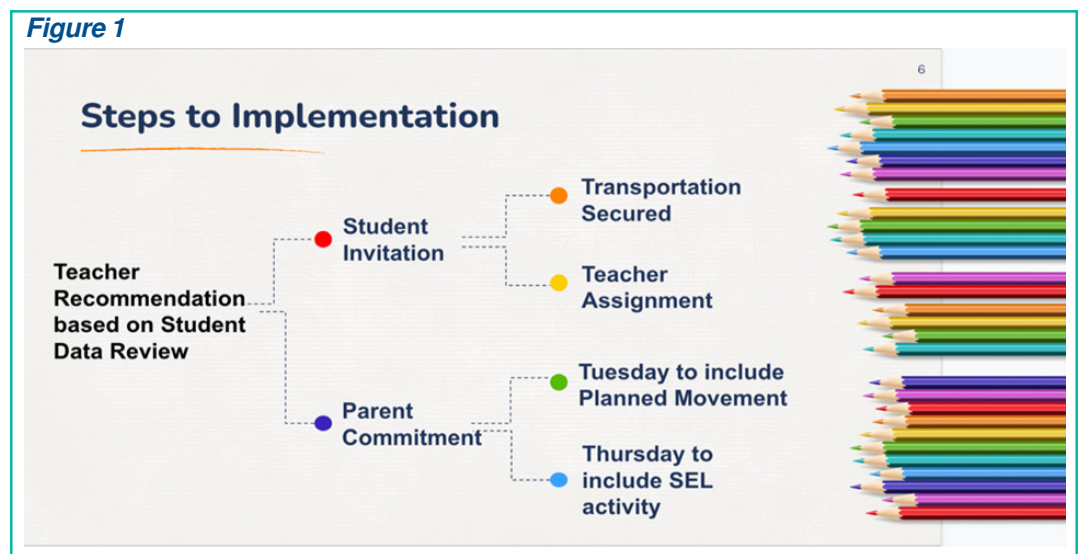 Figure 1
6
Steps to Implementation
Teacher
Recommendation
based on Student
Data Review
Student
Invitation
Transportation
Secured
Teacher
Assignment
Parent
Commitment
Tuesday to include
Planned Movement
Thursday to
include SEL
activity